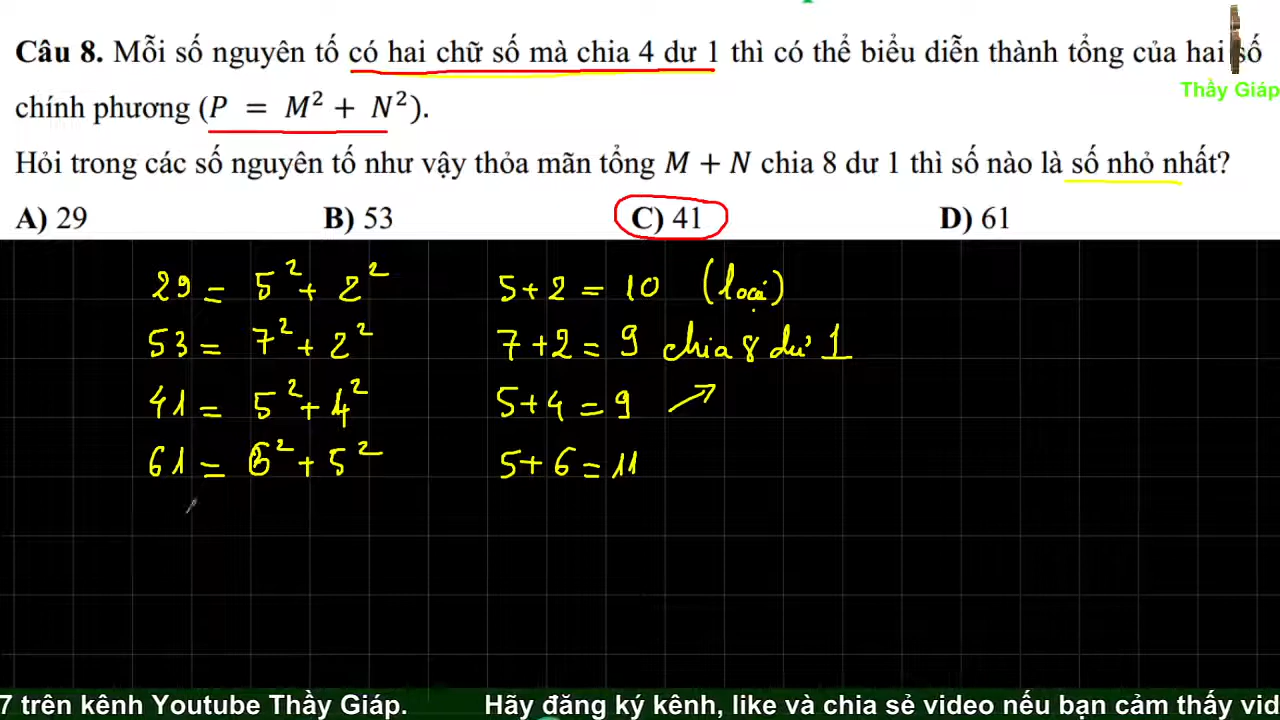 Câu 8. Mỗi số nguyên tố có hai chữ số mà chia 4 dư 1 thì có thể biểu diễn thành tổng của hai số
Thầy Giáp
chính phương (P = M² + N²).
Hỏi trong các số nguyên tố như vậy thỏa mãn tổng M + N chia 8 dư 1 thì số nào là số nhỏ nhất?
A) 29 B) 53 C) 41 D) 61
29 = 5² + 2² 5+2 = 10 (loại)
53 = 7² + 2² 7+2 = 9 chia 8 dư 1
41 = 5² + 4² 5+4 = 9
61 = 6² + 5² 5+6 = 11
7 trên kênh Youtube Thầy Giáp. Hãy đăng ký kênh, like và chia sẻ video nếu bạn cảm thấy vid